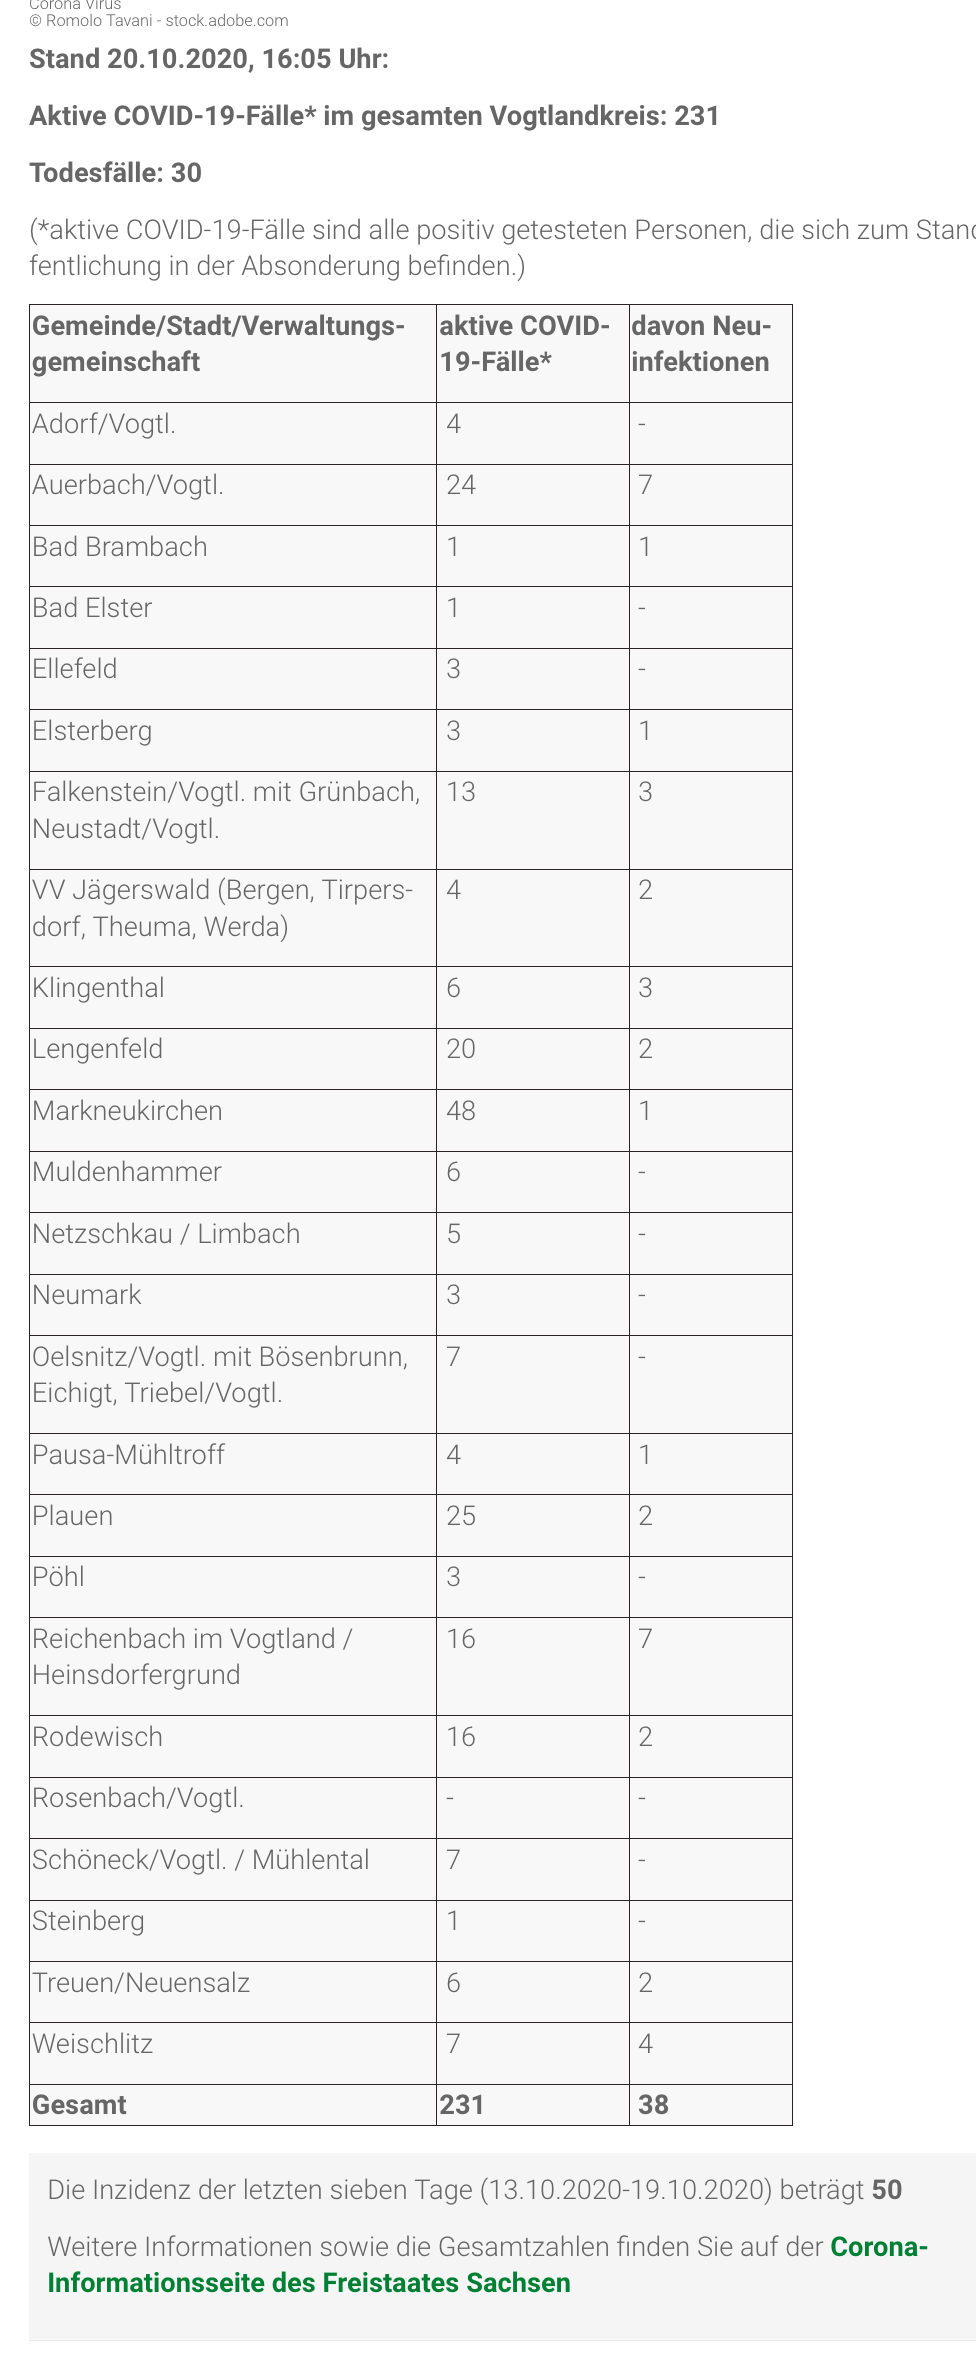 Corona Virus
© Romolo Tavani - stock.adobe.com
Stand 20.10.2020, 16:05 Uhr:
Aktive COVID-19-Fälle* im gesamten Vogtlandkreis: 231
Todesfälle: 30
(*aktive COVID-19-Fälle sind alle positiv getesteten Personen, die sich zum Stand
fentlichung in der Absonderung befinden.)
Gemeinde/Stadt/Verwaltungs- aktive COVID- davon Neu-
gemeinschaft 19-Fälle* infektionen
Adorf/Vogtl. 4 -
Auerbach/Vogtl. 24 7
Bad Brambach 1 1
Bad Elster 1 -
Ellefeld 3 -
Elsterberg 3 1
Falkenstein/Vogtl. mit Grünbach, 13 3
Neustadt/Vogtl.
VV Jägerswald (Bergen, Tirpers- 4 2
dorf, Theuma, Werda)
Klingenthal 6 3
Lengenfeld 20 2
Markneukirchen 48 1
Muldenhammer 6 -
Netzschkau / Limbach 5 -
Neumark 3 -
Oelsnitz/Vogtl. mit Bösenbrunn, 7 -
Eichigt, Triebel/Vogtl.
Pausa-Mühltroff 4 1
Plauen 25 2
Pöhl 3 -
Reichenbach im Vogtland / 16 7
Heinsdorfergrund
Rodewisch 16 2
Rosenbach/Vogtl. - -
Schöneck/Vogtl. / Mühlental 7 -
Steinberg 1 -
Treuen/Neuensalz 6 2
Weischlitz 7 4
Gesamt 231 38
Die Inzidenz der letzten sieben Tage (13.10.2020-19.10.2020) beträgt 50
Weitere Informationen sowie die Gesamtzahlen finden Sie auf der Corona-
Informationsseite des Freistaates Sachsen